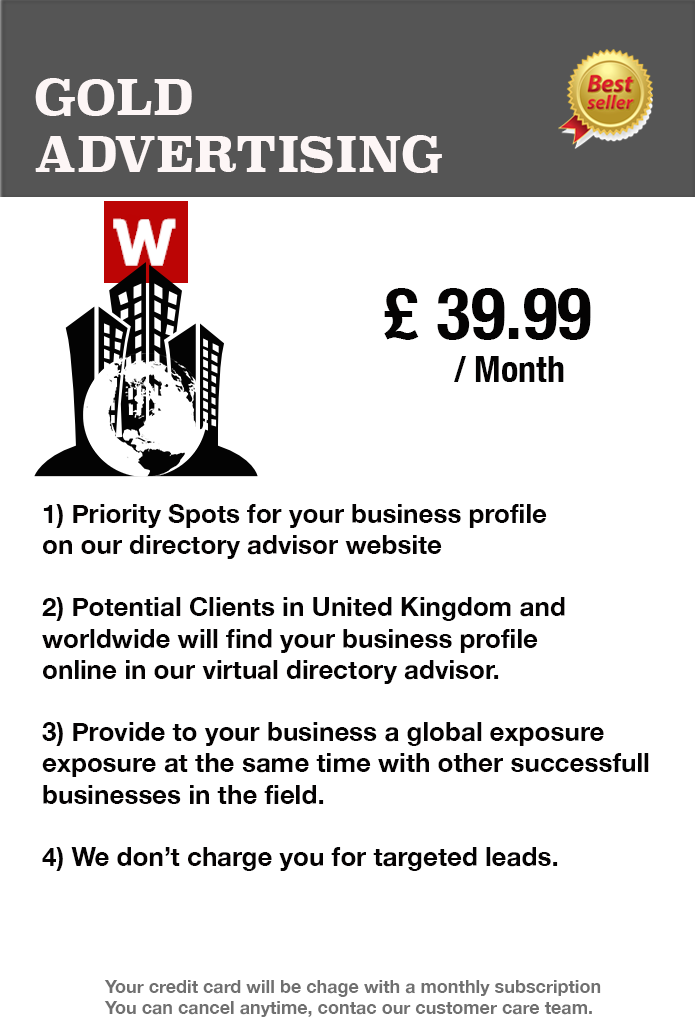 GOLD
ADVERTISING
Best
seller
W
£ 39.99
/ Month
1) Priority Spots for your business profile
on our directory advisor website
2) Potential Clients in United Kingdom and
worldwide will find your business profile
online in our virtual directory advisor.
3) Provide to your business a global exposure
exposure at the same time with other successfull
businesses in the field.
4) We don’t charge you for targeted leads.
Your credit card will be chage with a monthly subscription
You can cancel anytime, contac our customer care team.